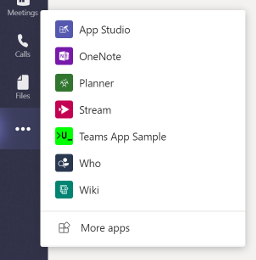 Meetings
Calls
Files
App Studio
OneNote
Planner
Stream
Teams App Sample
Who
Wiki
More apps